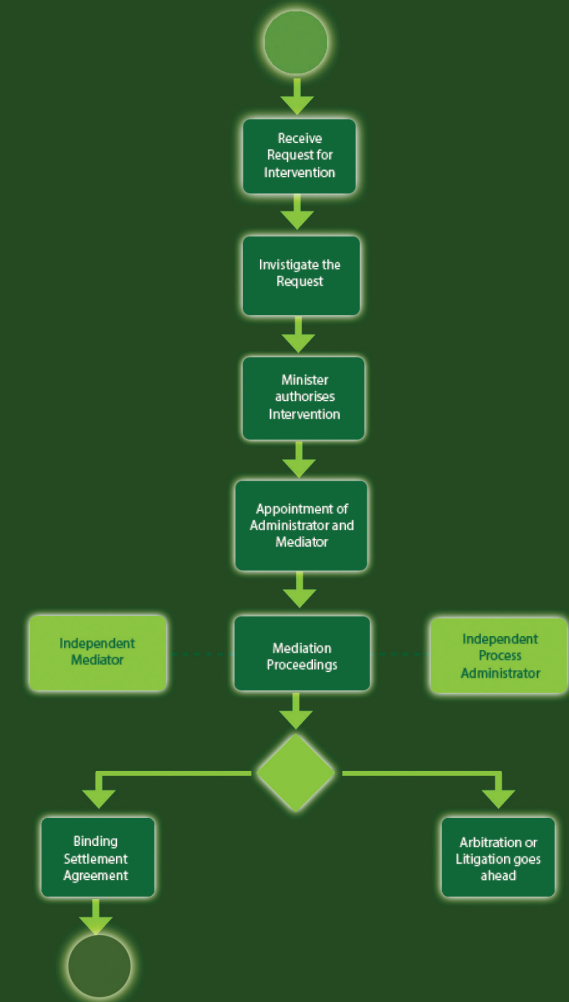 Receive
Request for
Intervention
Invistigate the
Request
Minister
authorises
Intervention
Appointment of
Administrator and
Mediator
Independent
Mediator
Mediation
Proceedings
Independent
Process
Administrator
Binding
Settlement
Agreement
Arbitration or
Litigation goes
ahead